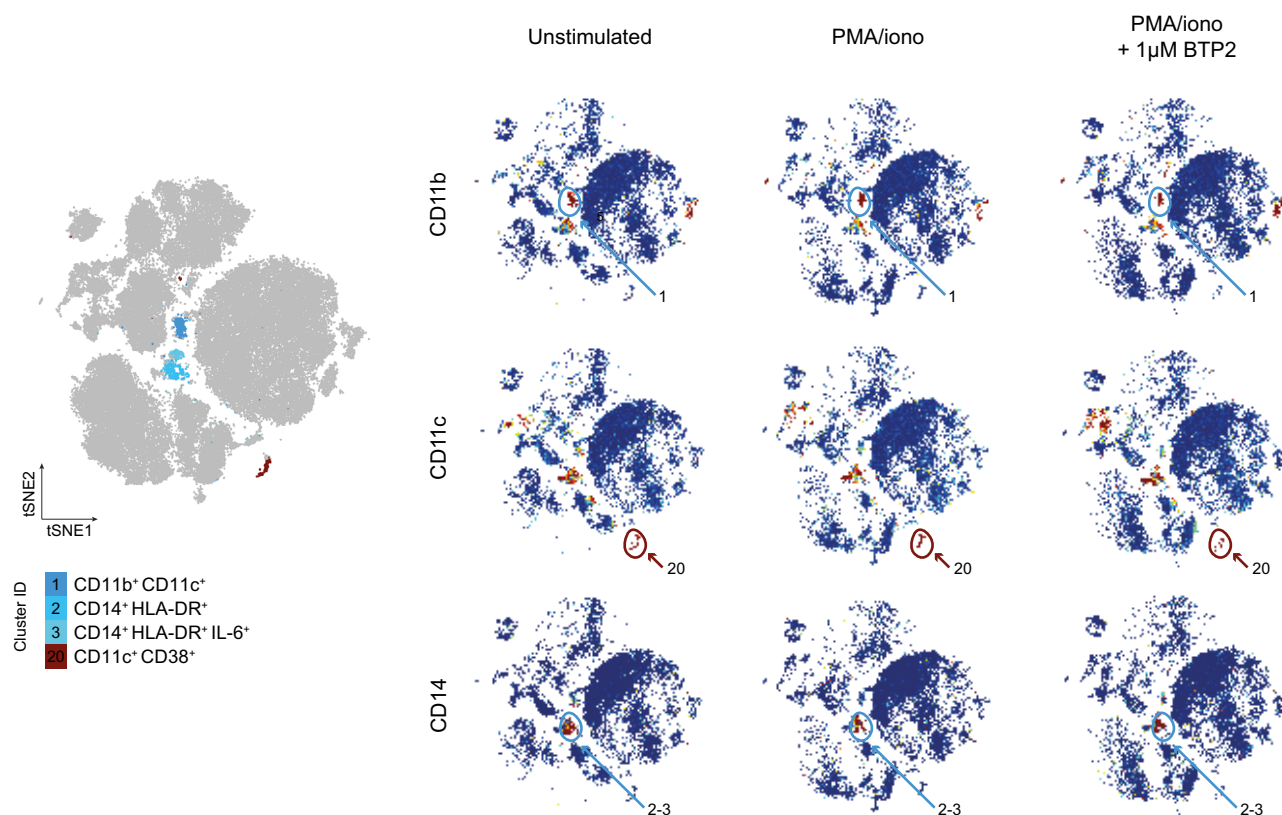 Unstimulated
PMA/iono
PMA/iono
+ 1µM BTP2
CD11b
6
1
1
1
CD11c
20
20
20
CD14
2-3
2-3
2-3
tSNE2
tSNE1
Cluster ID
1 CD11b⁺ CD11c⁺
2 CD14⁺ HLA-DR⁺
3 CD14⁺ HLA-DR⁺ IL-6⁺
20 CD11c⁺ CD38⁺